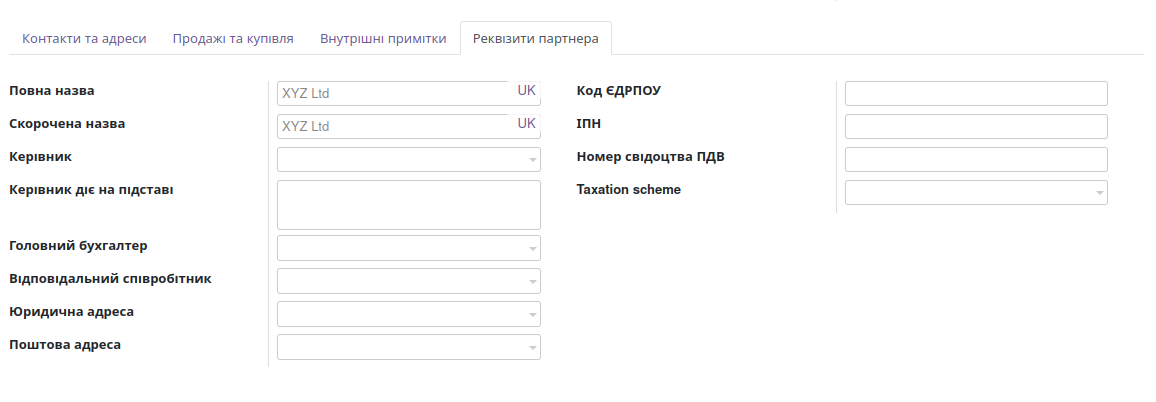 Контакти та адреси Продажі та купівля Внутрішні примітки Реквізити партнера
Повна назва XYZ Ltd UK
Скорочена назва XYZ Ltd UK
Керівник
Керівник діє на підставі
Головний бухгалтер
Відповідальний співробітник
Юридична адреса
Поштова адреса
Код ЄДРПОУ
ІПН
Номер свідоцтва ПДВ
Taxation scheme